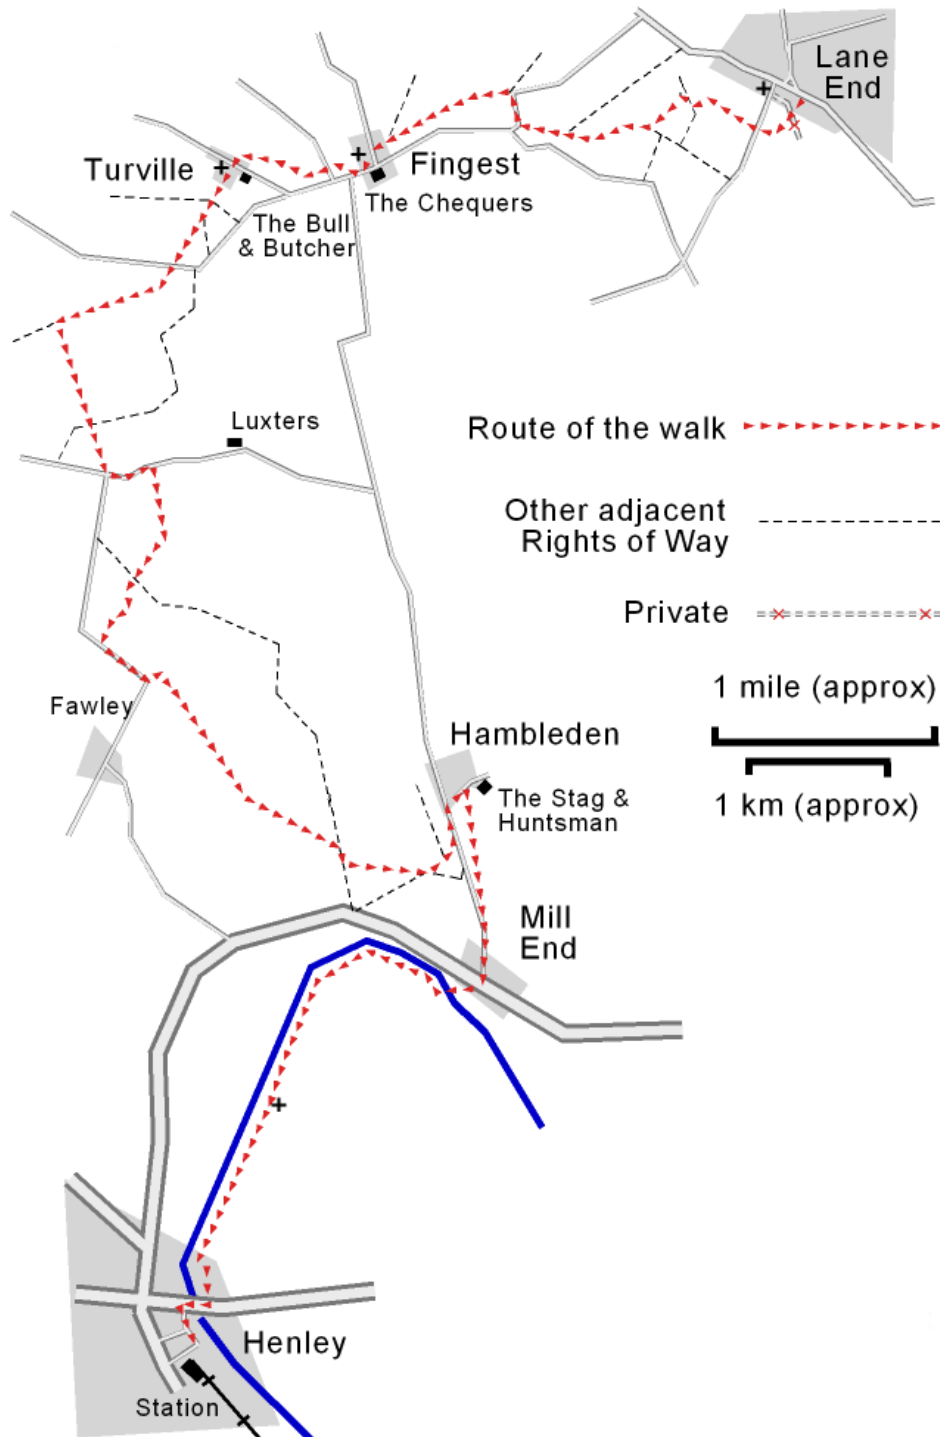 Lane
End
Turville
Fingest
The Chequers
The Bull
& Butcher
Luxters
Route of the walk
Other adjacent
Rights of Way
Private
1 mile (approx)
1 km (approx)
Fawley
Hambleden
The Stag &
Huntsman
Mill
End
Henley
Station